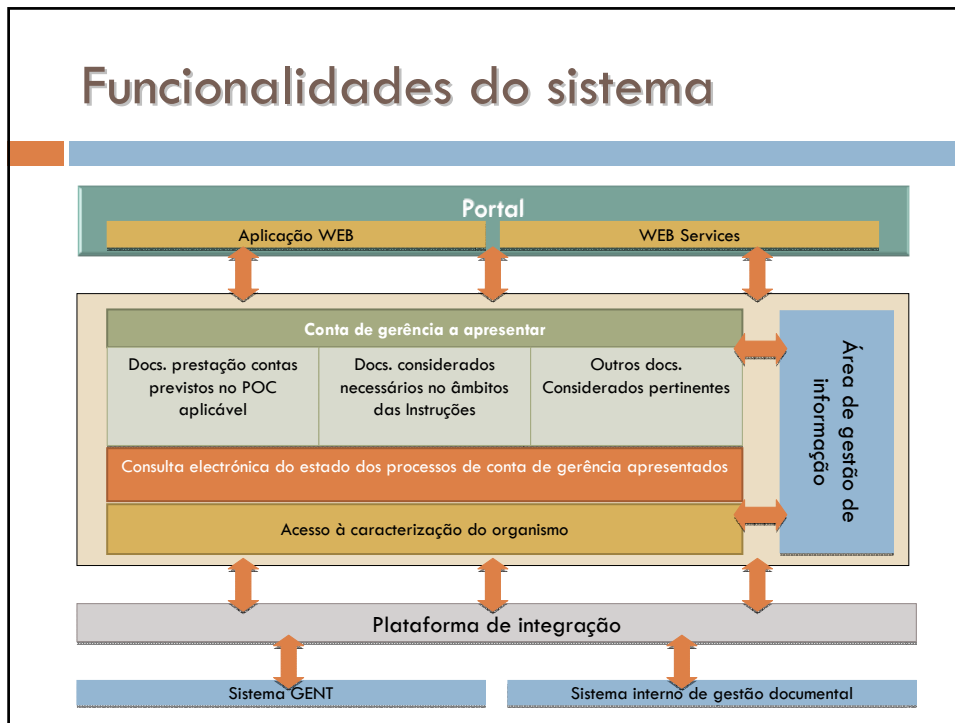 Funcionalidades do sistema
Portal
Aplicação WEB
WEB Services
Conta de gerência a apresentar
Docs. prestação contas
previstos no POC
aplicável
Docs. considerados
necessários no âmbitos
das Instruções
Outros docs.
Considerados pertinentes
Consulta electrónica do estado dos processos de conta de gerência apresentados
Acesso à caracterização do organismo
Área de gestão de
informação
Plataforma de integração
Sistema GENT
Sistema interno de gestão documental